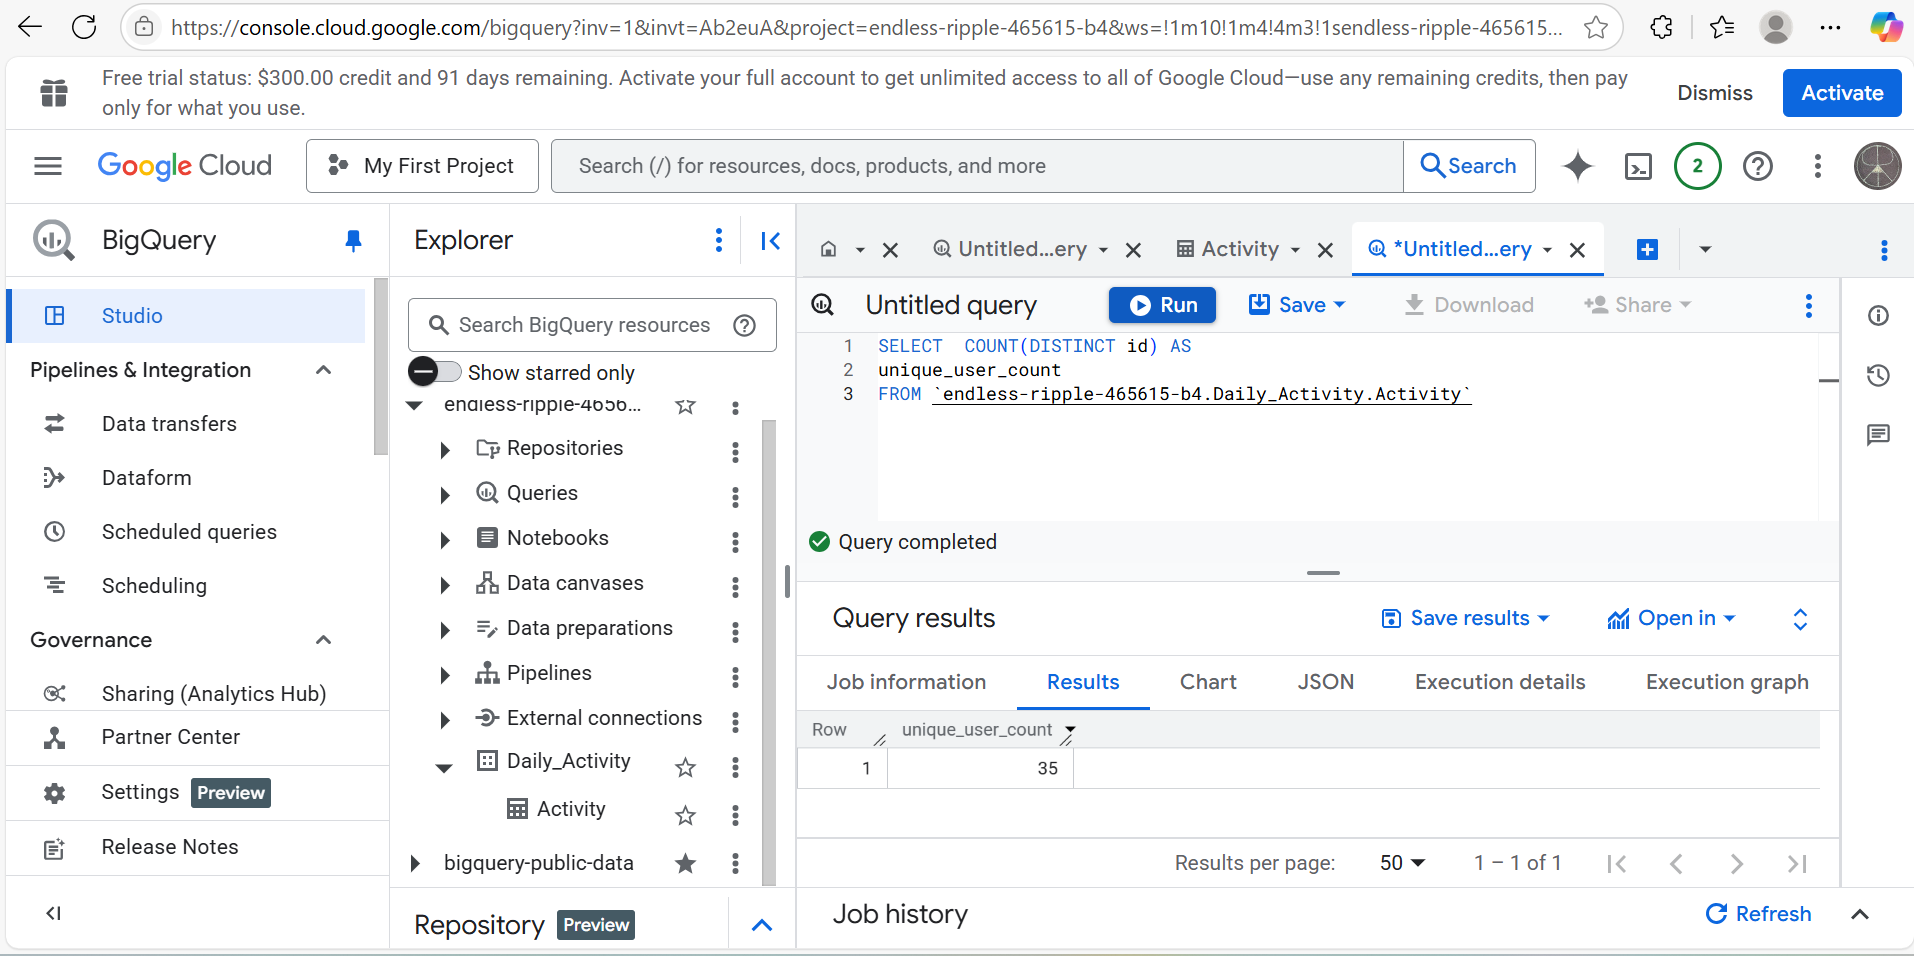 https://console.cloud.google.com/bigquery?inv=1&invt=Ab2euA&project=endless-ripple-465615-b4&ws=!1m10!1m4!4m3!1sendless-ripple-465615-b4...
Free trial status: $300.00 credit and 91 days remaining. Activate your full account to get unlimited access to all of Google Cloud—use any remaining credits, then pay
only for what you use.
Dismiss
Activate
Google Cloud
My First Project
Search (/) for resources, docs, products, and more
Search
2
BigQuery
Studio
Pipelines & Integration
Data transfers
Dataform
Scheduled queries
Scheduling
Governance
Sharing (Analytics Hub)
Partner Center
Settings Preview
Release Notes
Explorer
Search BigQuery resources
Show starred only
endless-ripple-4656...
Repositories
Queries
Notebooks
Data canvases
Data preparations
Pipelines
External connections
Daily_Activity
Activity
bigquery-public-data
Repository Preview
Untitled...ery
Activity
*Untitled...ery
Untitled query
Run
Save
Download
Share
1 SELECT COUNT(DISTINCT id) AS
2 unique_user_count
3 FROM `endless-ripple-465615-b4.Daily_Activity.Activity`
Query completed
Query results
Save results
Open in
Job information
Results
Chart
JSON
Execution details
Execution graph
Row unique_user_count
1 35
Results per page: 50 1 – 1 of 1
Job history
Refresh